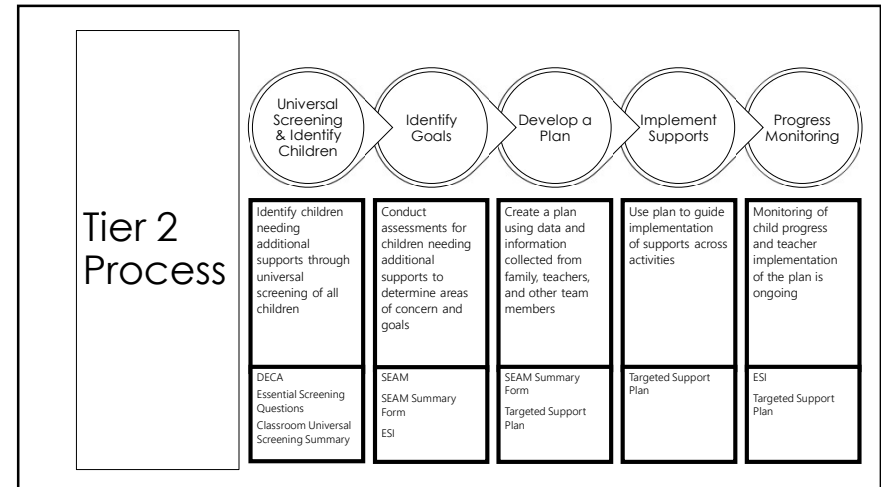 Tier 2
Process
Universal
Screening
& Identify
Children
Identify
Goals
Develop a
Plan
Implement
Supports
Progress
Monitoring
Identify children
needing
additional
supports through
universal
screening of all
children
Conduct
assessments for
children needing
additional
supports to
determine areas
of concern and
goals
Create a plan
using data and
information
collected from
family, teachers,
and other team
members
Use plan to guide
implementation
of supports across
activities
Monitoring of
child progress
and teacher
implementation
of the plan is
ongoing
DECA
Essential Screening
Questions
Classroom Universal
Screening Summary
SEAM
SEAM Summary
Form
ESI
SEAM Summary
Form
Targeted Support
Plan
Targeted Support
Plan
ESI
Targeted Support
Plan